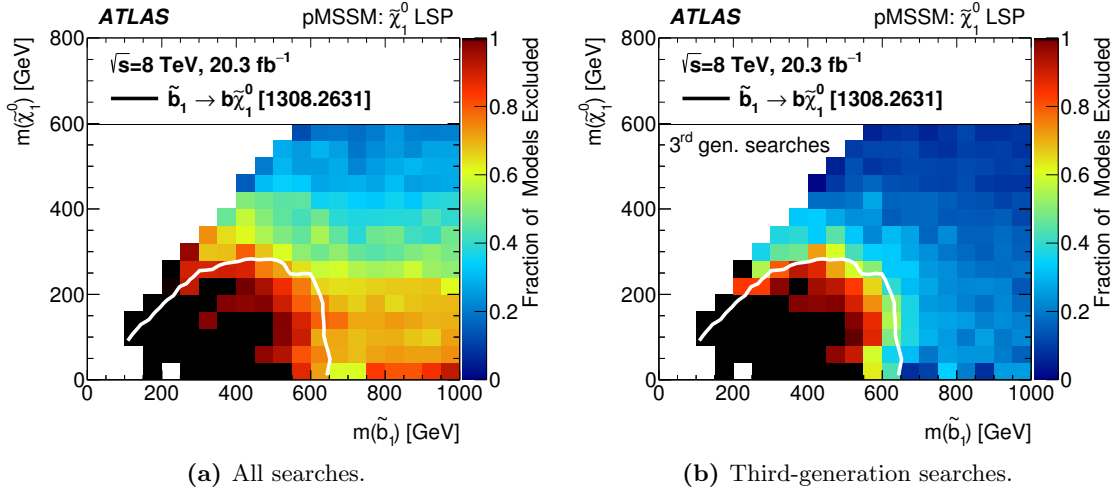 ATLAS pMSSM: χ̃₁⁰ LSP
√s=8 TeV, 20.3 fb⁻¹
b̃₁ → bχ̃₁⁰ [1308.2631]
m(χ̃₁⁰) [GeV]
800
600
400
200
0
0 200 400 600 800 1000
m(b̃₁) [GeV]
1
0.8
0.6
0.4
0.2
0
Fraction of Models Excluded
(a) All searches.
ATLAS pMSSM: χ̃₁⁰ LSP
√s=8 TeV, 20.3 fb⁻¹
b̃₁ → bχ̃₁⁰ [1308.2631]
3ʳᵈ gen. searches
m(χ̃₁⁰) [GeV]
800
600
400
200
0
0 200 400 600 800 1000
m(b̃₁) [GeV]
1
0.8
0.6
0.4
0.2
0
Fraction of Models Excluded
(b) Third-generation searches.